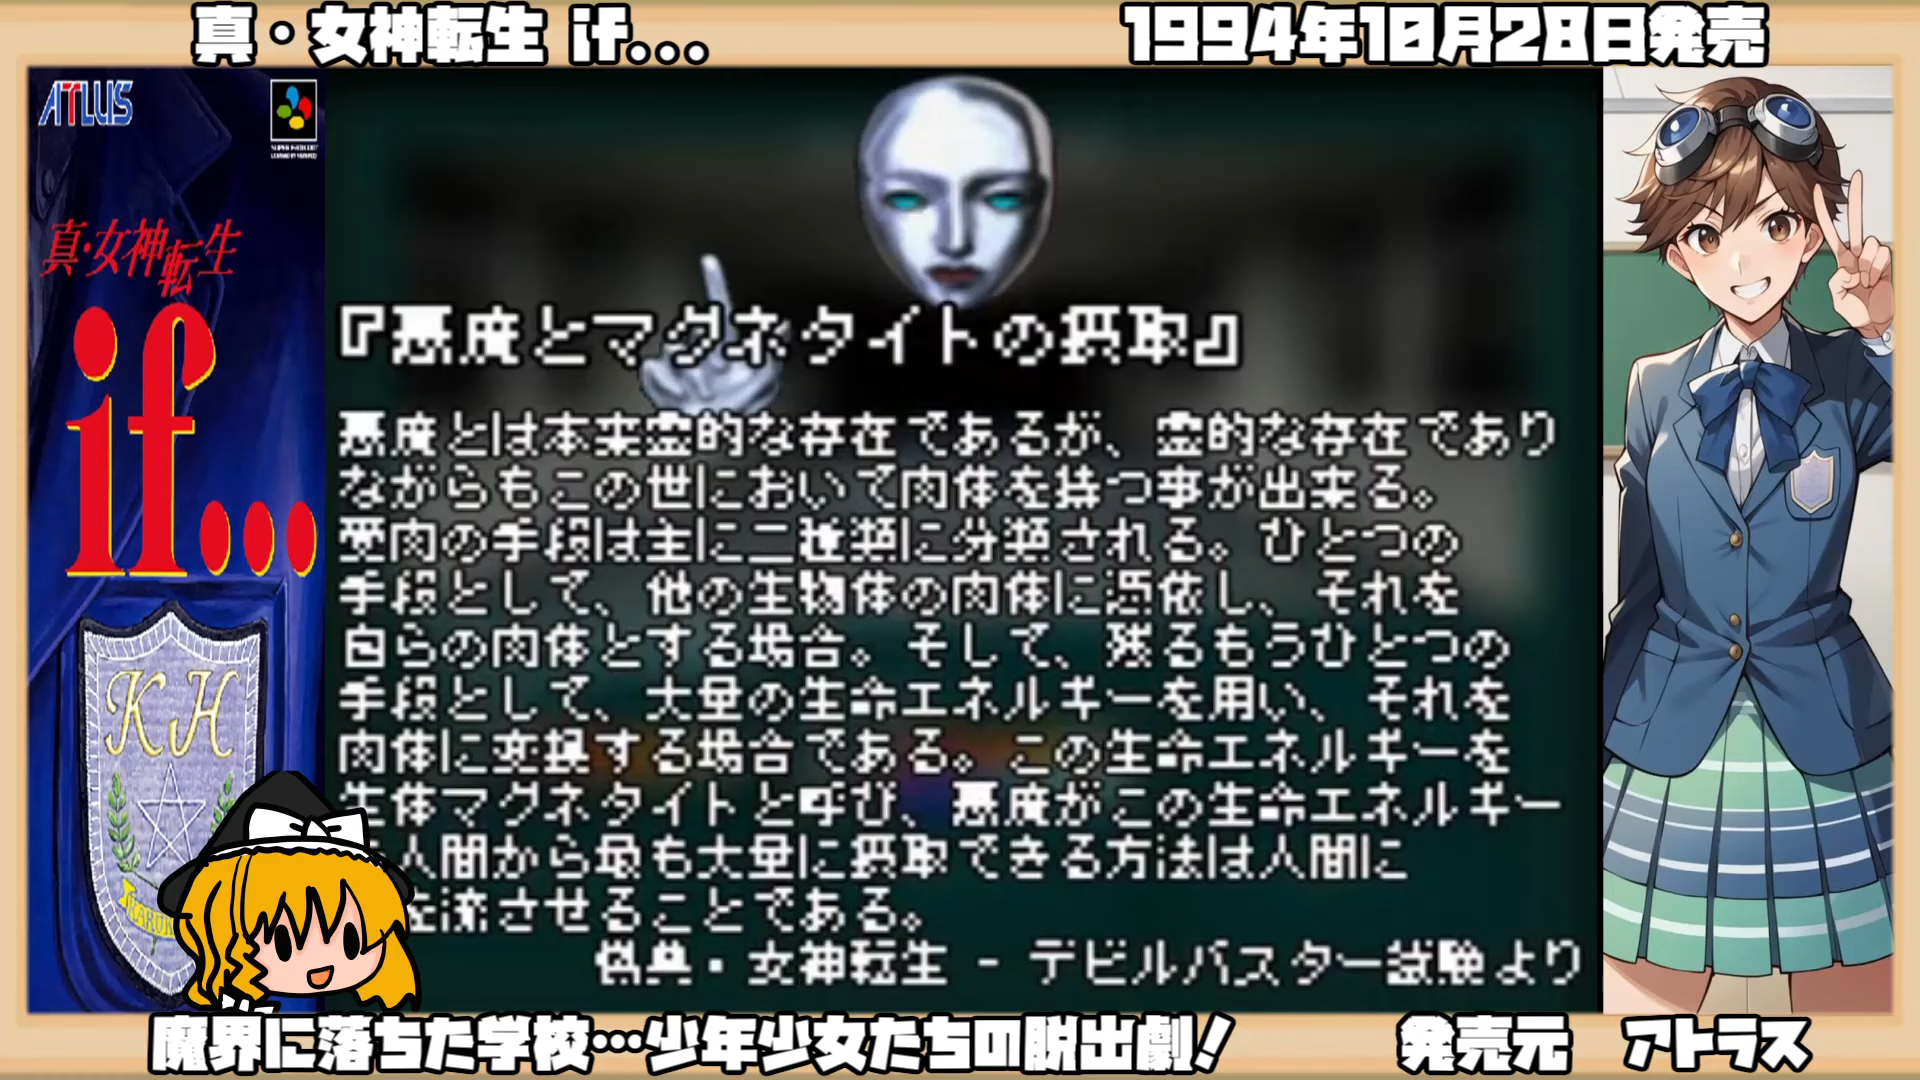 真・女神転生 if...
1994年10月28日発売
ATLUS
真・女神転生
if...
KH
『悪魔とマグネタイトの摂取』
悪魔とは本来霊的な存在であるが、霊的な存在であり
ながらもこの世において肉体を持つ事が出来る。
受肉の手段は主に二種類に分類される。ひとつの
手段として、他の生物体の肉体に憑依し、それを
自らの肉体とする場合。そして、残るもうひとつの
手段として、大量の生命エネルギーを用い、それを
肉体に変換する場合である。この生命エネルギーを
生体マグネタイトと呼び、悪魔がこの生命エネルギー
人間から最も大量に摂取できる方法は人間に
を流させることである。
偽典・女神転生 - デビルバスター試験より
魔界に落ちた学校…少年少女たちの脱出劇！
発売元 アトラス